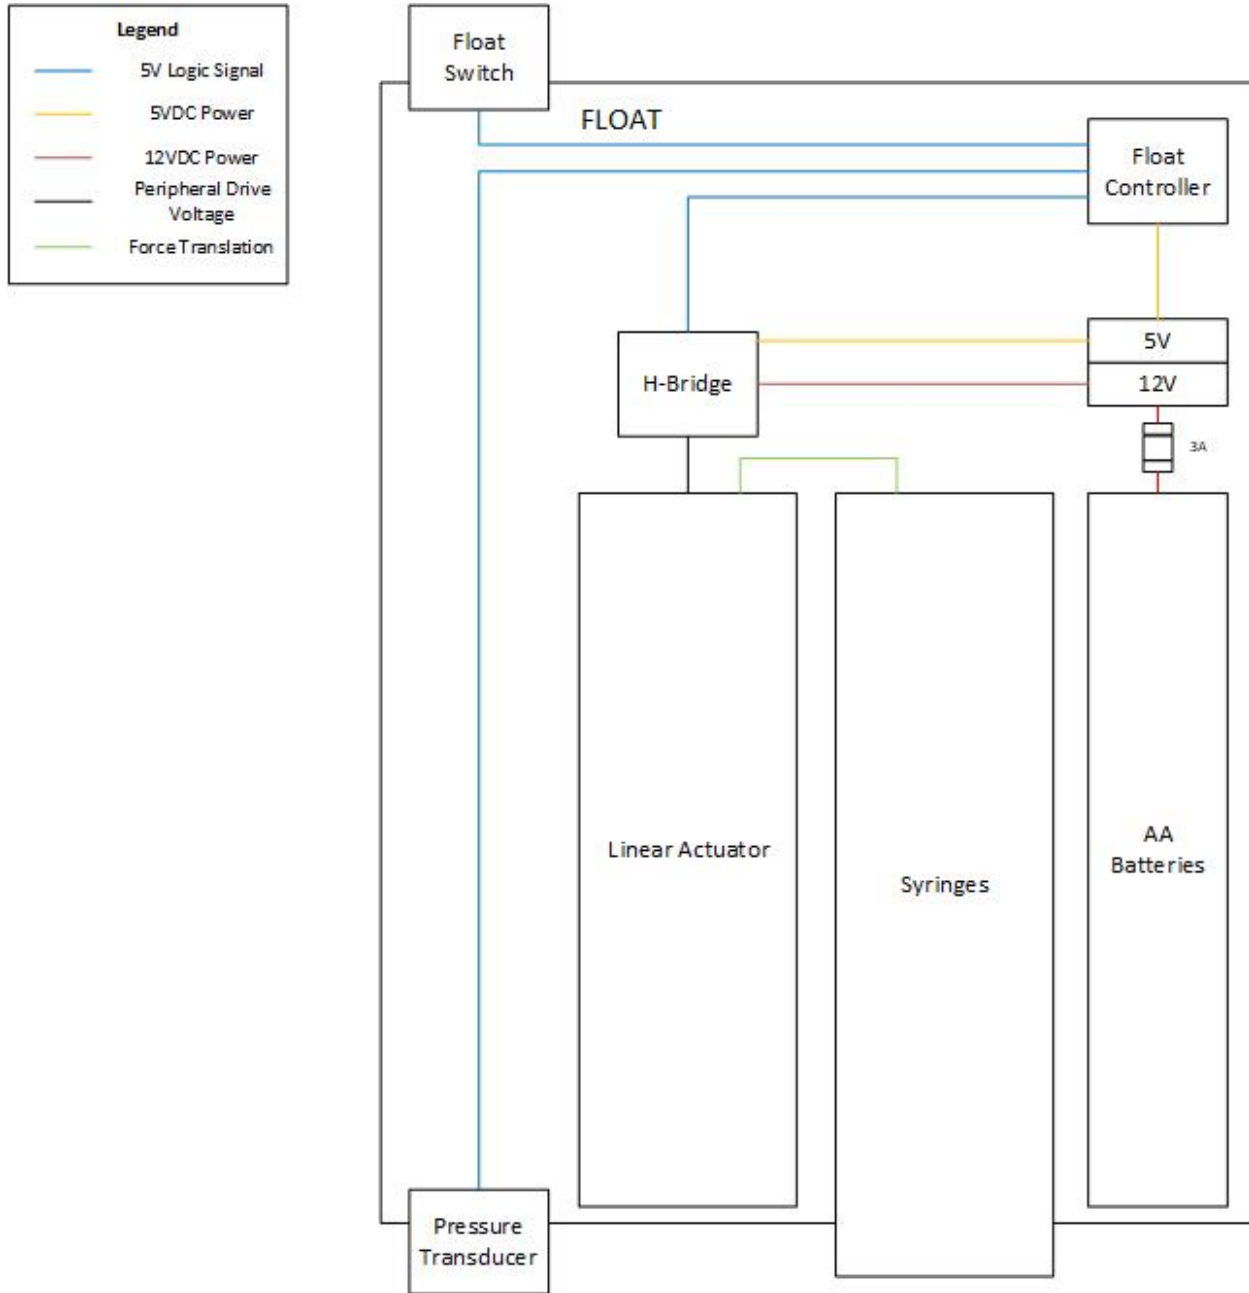 Legend
5V Logic Signal
5VDC Power
12VDC Power
Peripheral Drive
Voltage
Force Translation
Float
Switch
FLOAT
Float
Controller
5V
12V
H-Bridge
3A
Linear Actuator
Syringes
AA
Batteries
Pressure
Transducer